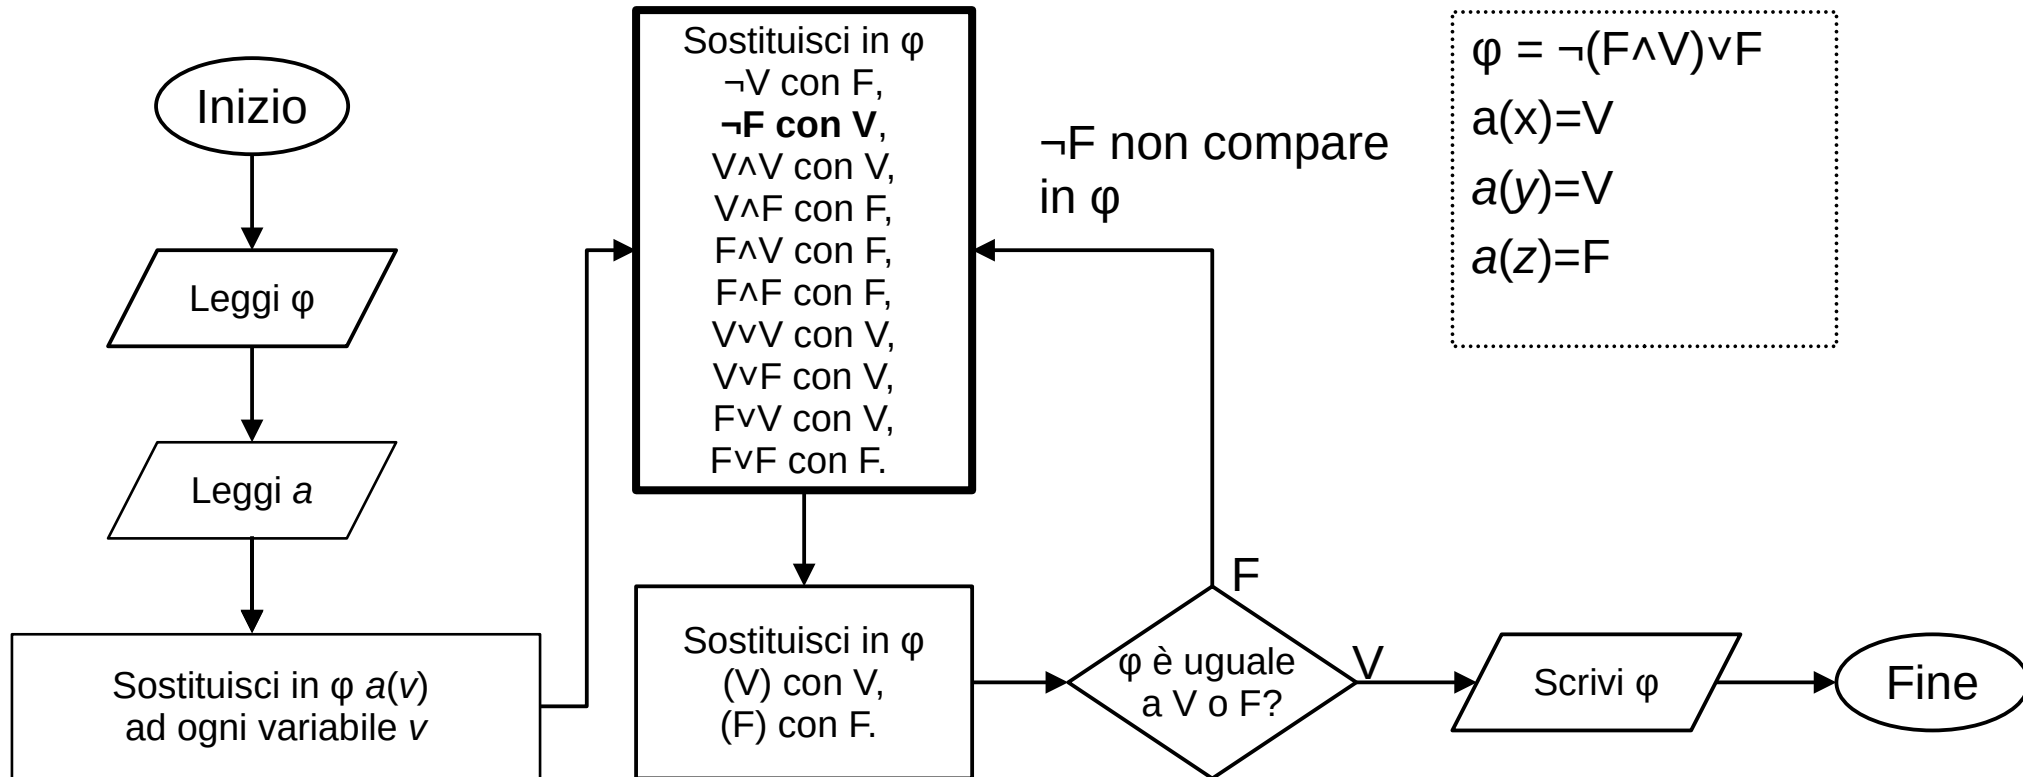 Inizio
Leggi φ
Leggi a
Sostituisci in φ a(v)
ad ogni variabile v
Sostituisci in φ
¬V con F,
¬F con V,
V∧V con V,
V∧F con F,
F∧V con F,
F∧F con F,
V∨V con V,
V∨F con V,
F∨V con V,
F∨F con F.
Sostituisci in φ
(V) con V,
(F) con F.
¬F non compare
in φ
F
φ è uguale
a V o F?
V
Scrivi φ
Fine
φ = ¬(F∧V)∨F
a(x)=V
a(y)=V
a(z)=F